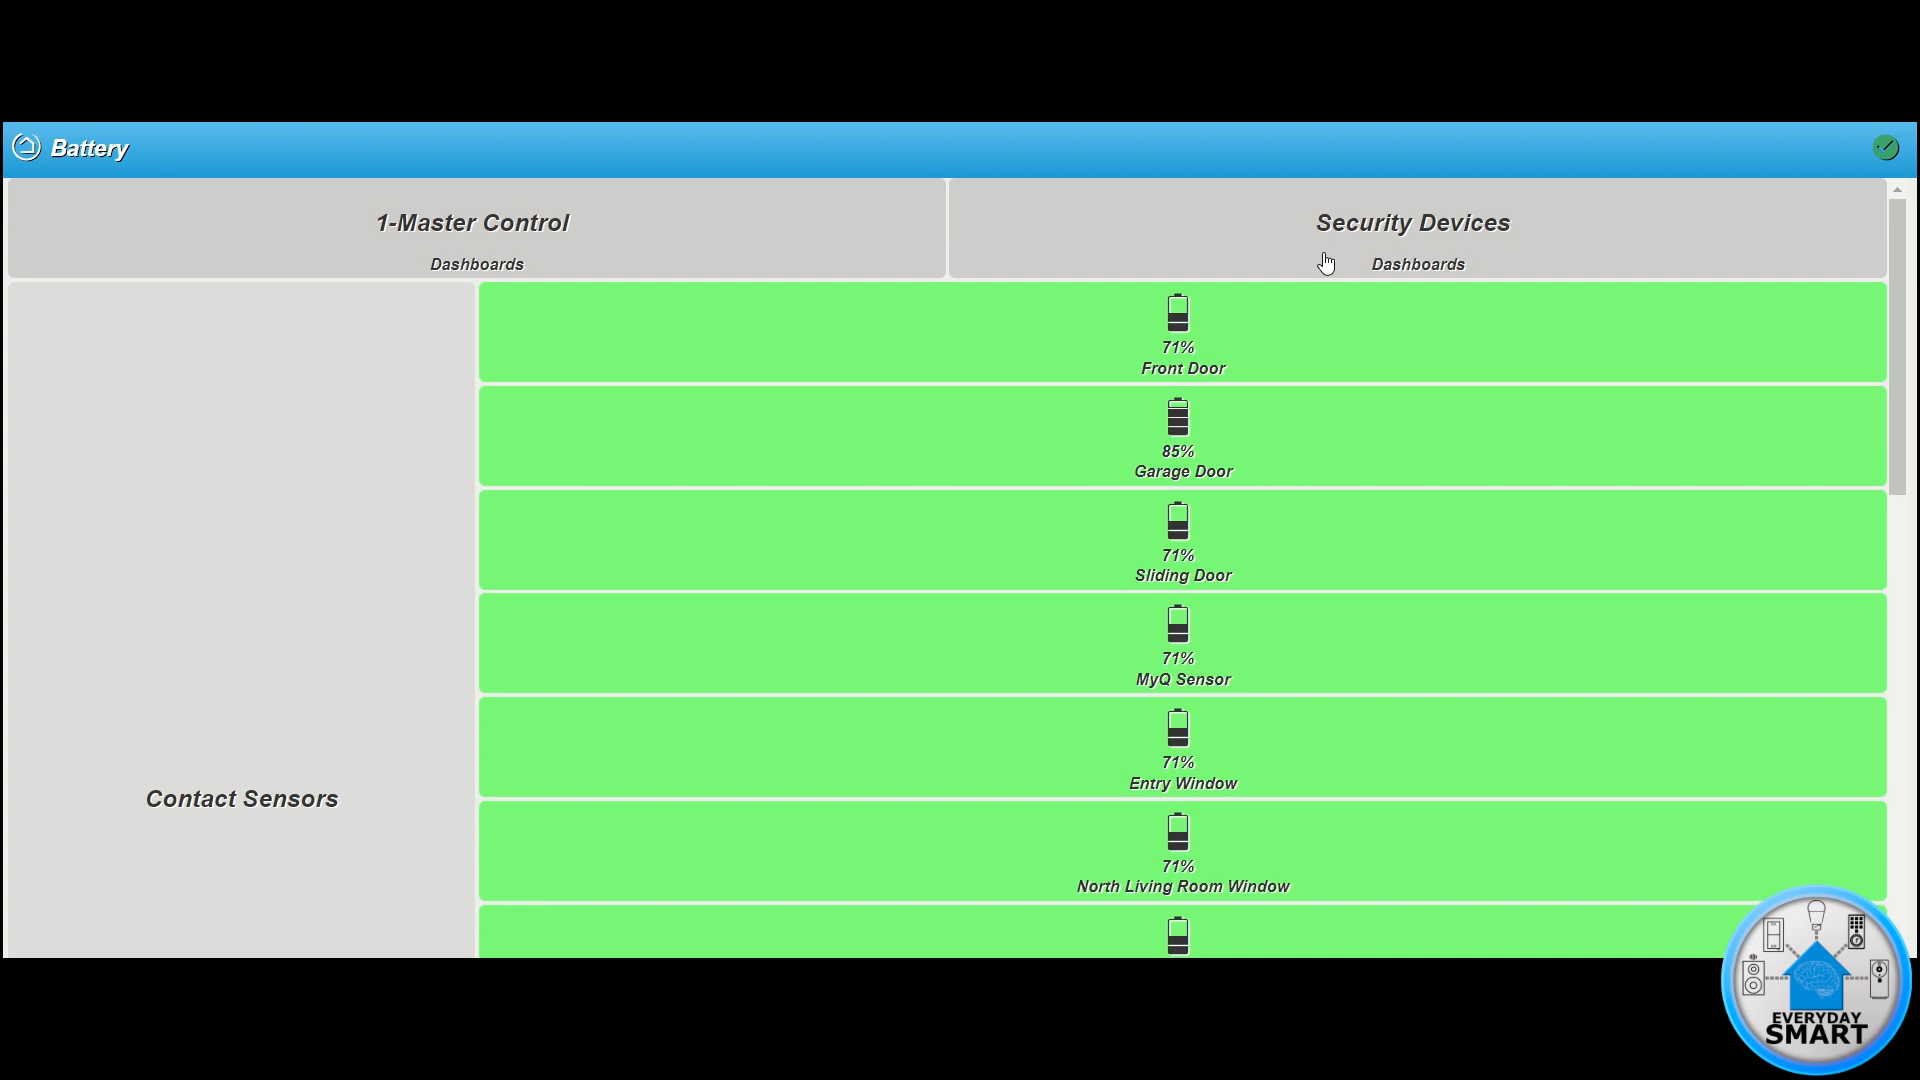 Battery
1-Master Control
Dashboards
Security Devices
Dashboards
71%
Front Door
85%
Garage Door
71%
Sliding Door
71%
MyQ Sensor
71%
Entry Window
Contact Sensors
71%
North Living Room Window
EVERYDAY
SMART